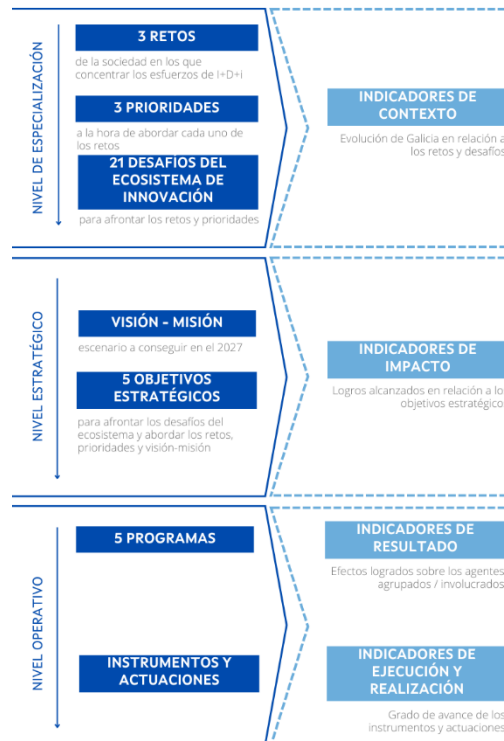 NIVEL DE ESPECIALIZACIÓN
3 RETOS
de la sociedad en los que
concentrar los esfuerzos de I+D+i
3 PRIORIDADES
a la hora de abordar cada uno de
los retos
21 DESAFÍOS DEL
ECOSISTEMA DE
INNOVACIÓN
para afrontar los retos y prioridades
INDICADORES DE
CONTEXTO
Evolución de Galicia en relación a
los retos y desafíos
NIVEL ESTRATÉGICO
VISIÓN - MISIÓN
escenario a conseguir en el 2027
5 OBJETIVOS
ESTRATÉGICOS
para afrontar los desafíos del
ecosistema y abordar los retos,
prioridades y visión-misión
INDICADORES DE
IMPACTO
Logros alcanzados en relación a lo
objetivos estratégico
NIVEL OPERATIVO
5 PROGRAMAS
INSTRUMENTOS Y
ACTUACIONES
INDICADORES DE
RESULTADO
Efectos logrados sobre los agentes
agrupados / involucrados
INDICADORES DE
EJECUCIÓN Y
REALIZACIÓN
Grado de avance de los
instrumentos y actuaciones